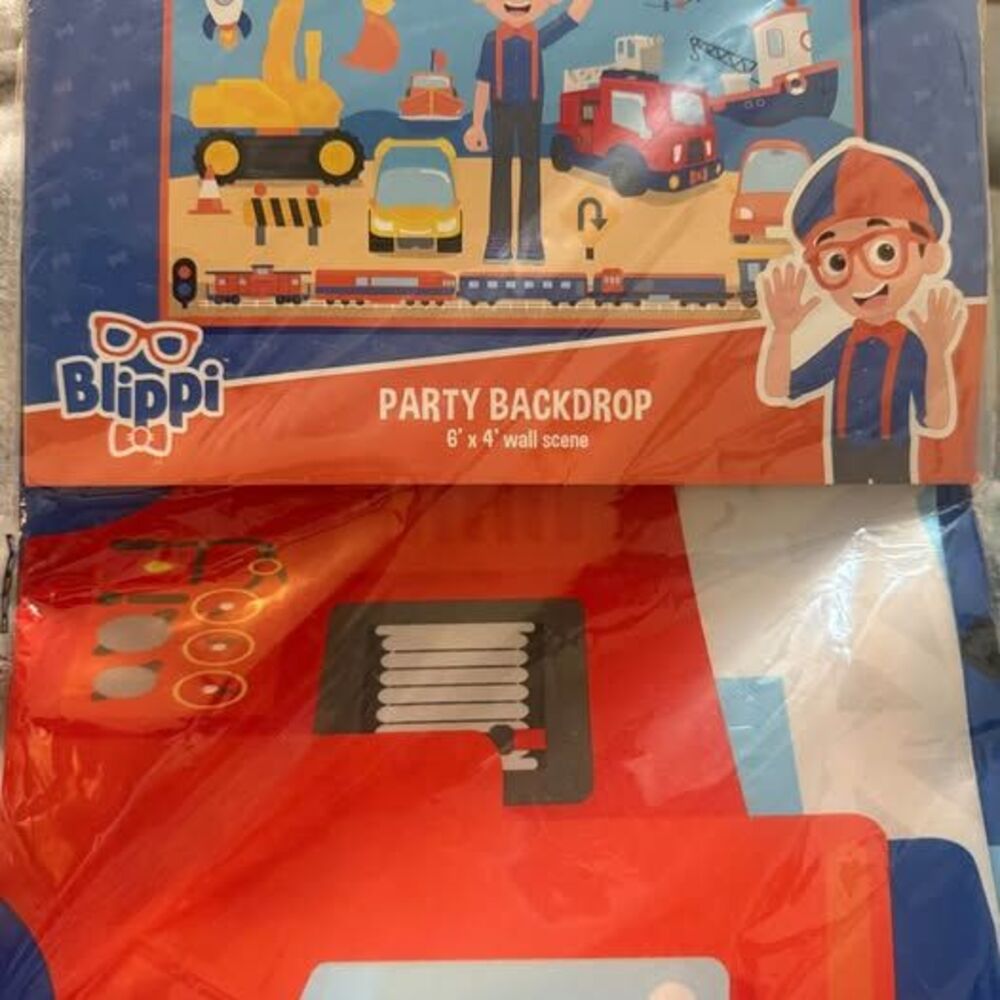 Blippi
PARTY BACKDROP
6' x 4' wall scene